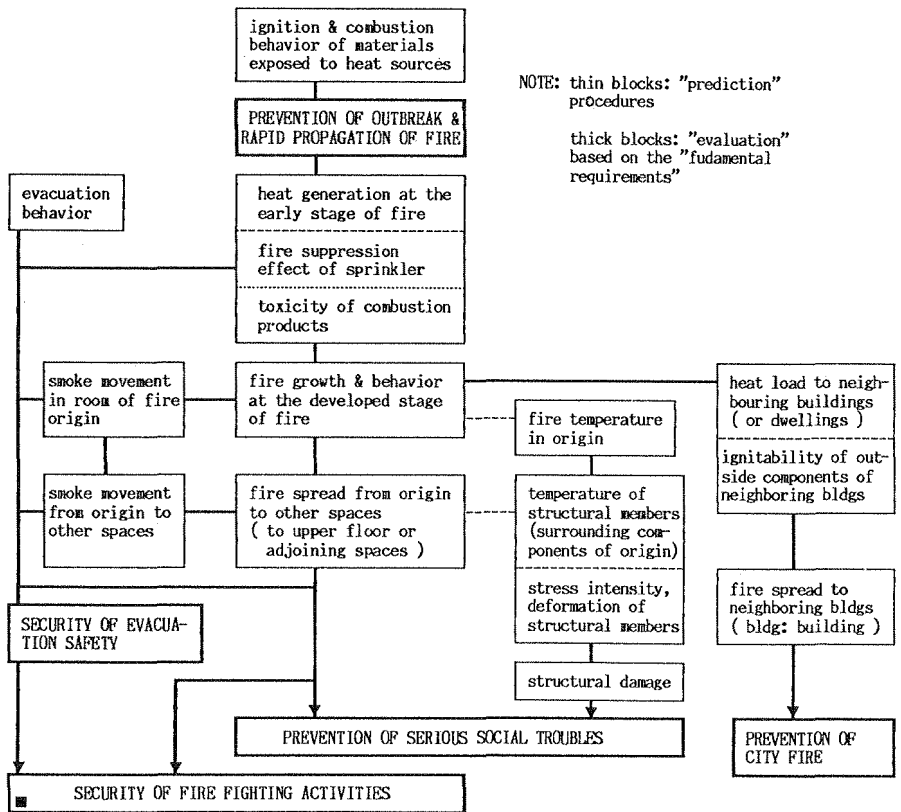 ignition & combustion
behavior of materials
exposed to heat sources
NOTE: thin blocks: "prediction"
procedures
thick blocks: "evaluation"
based on the "fudamental
requirements"
PREVENTION OF OUTBREAK &
RAPID PROPAGATION OF FIRE
evacuation
behavior
heat generation at the
early stage of fire
fire suppression
effect of sprinkler
toxicity of combustion
products
smoke movement
in room of fire
origin
fire growth & behavior
at the developed stage
of fire
fire temperature
in origin
heat load to neigh-
bouring buildings
( or dwellings )
ignitability of out-
side components of
neighboring bldgs
smoke movement
from origin to
other spaces
fire spread from origin
to other spaces
( to upper floor or
adjoining spaces )
temperature of
structural members
(surrounding com-
ponents of origin)
stress intensity,
deformation of
structural members
fire spread to
neighboring bldgs
( bldg: building )
SECURITY OF EVACUA-
TION SAFETY
structural damage
PREVENTION OF SERIOUS SOCIAL TROUBLES
PREVENTION OF
CITY FIRE
SECURITY OF FIRE FIGHTING ACTIVITIES